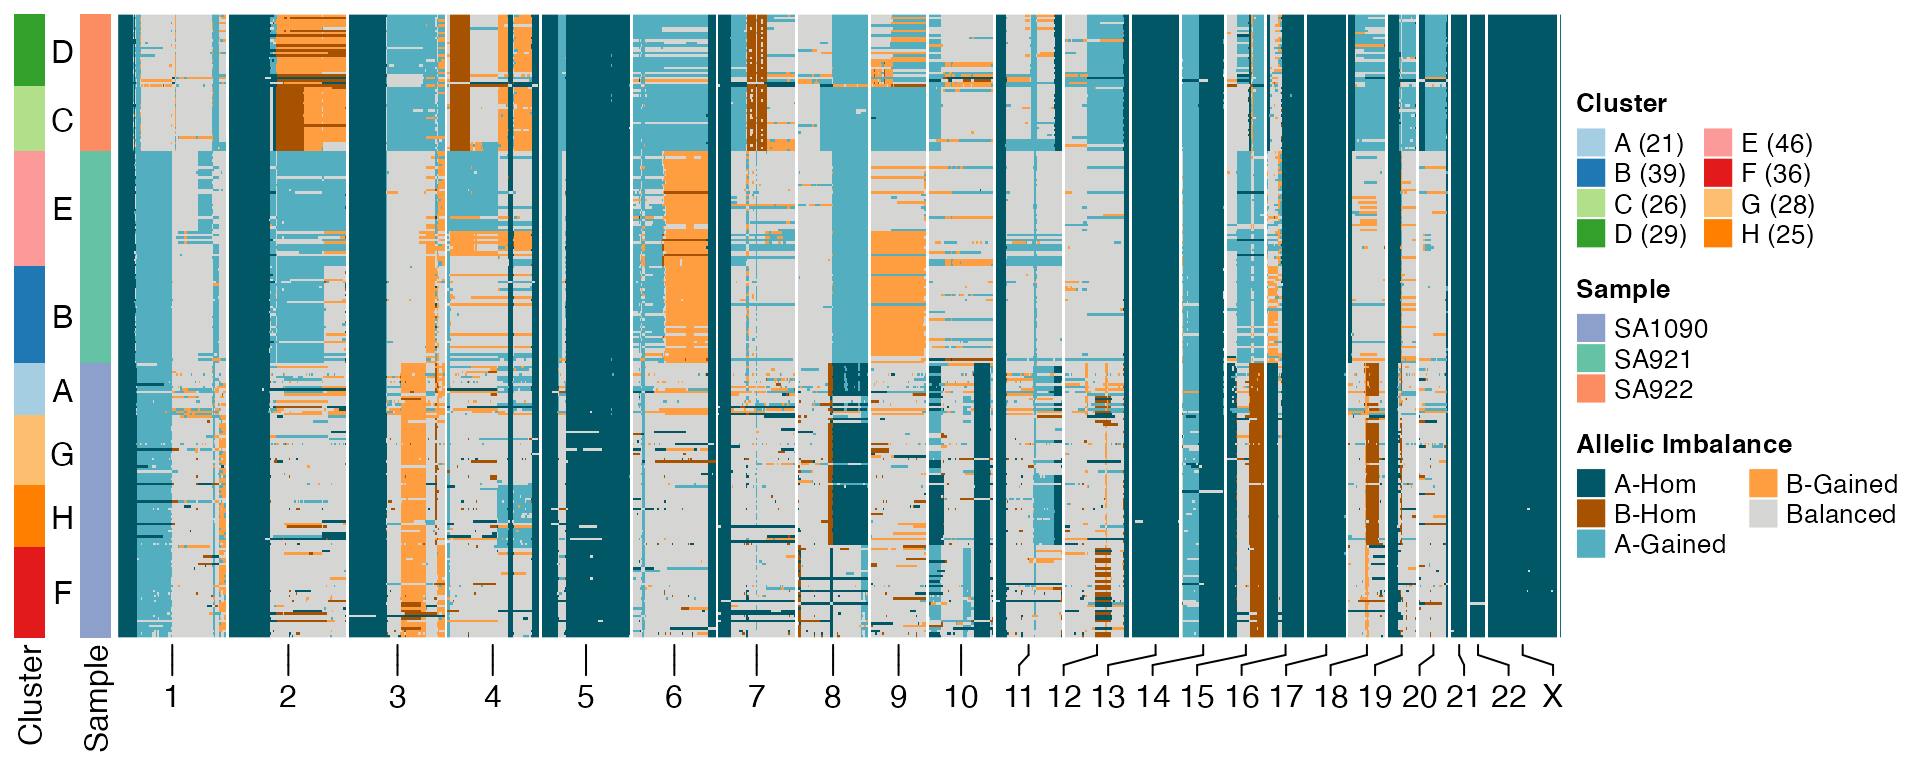 D
C
E
B
A
G
H
F
Cluster
Sample
1 2 3 4 5 6 7 8 9 10 11 12 13 14 15 16 17 18 19 20 21 22 X
Cluster
A (21) E (46)
B (39) F (36)
C (26) G (28)
D (29) H (25)
Sample
SA1090
SA921
SA922
Allelic Imbalance
A-Hom B-Gained
B-Hom Balanced
A-Gained